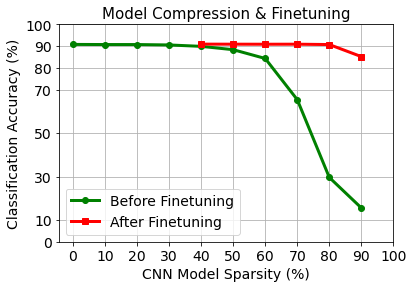 Model Compression & Finetuning
Classification Accuracy (%)
100
90
80
70
50
30
10
0
Before Finetuning
After Finetuning
0 10 20 30 40 50 60 70 80 90 100
CNN Model Sparsity (%)